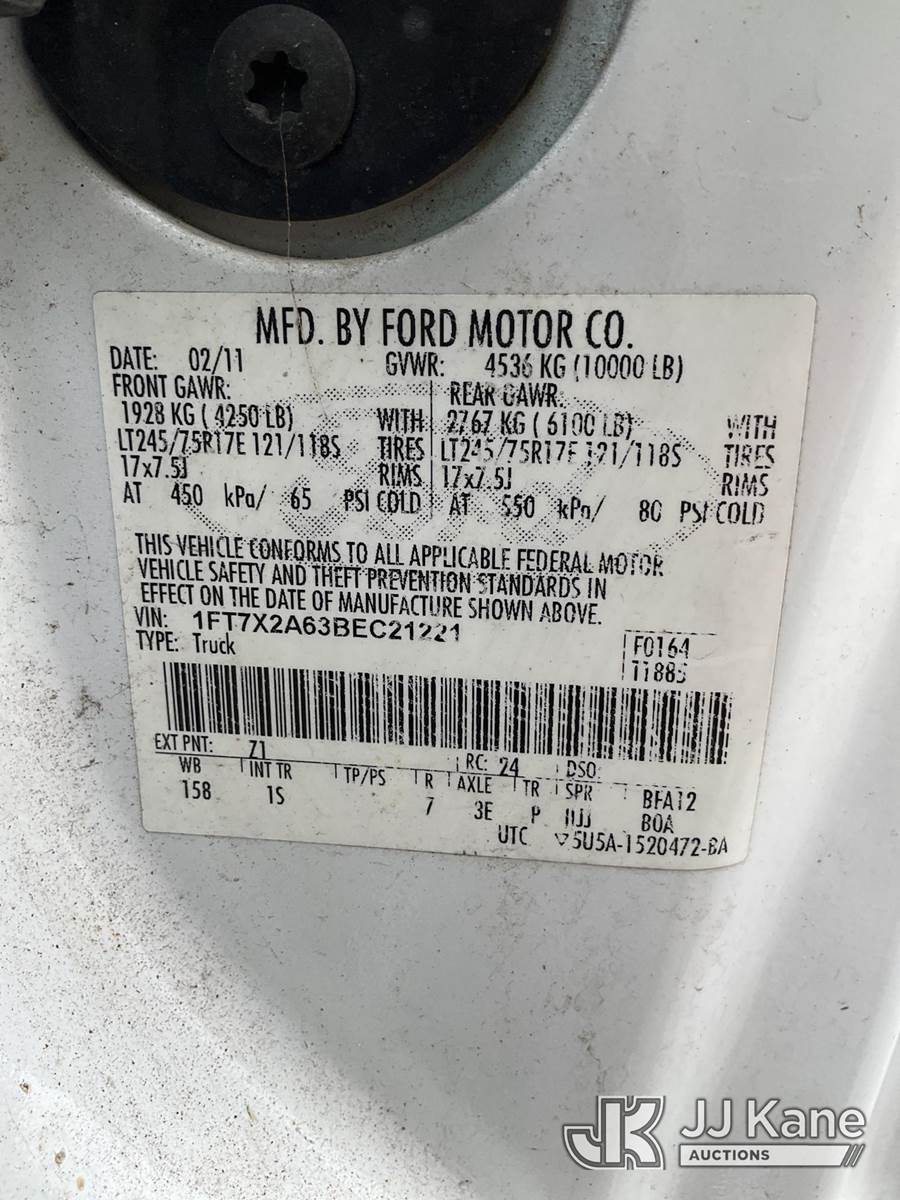 MFD. BY FORD MOTOR CO.
DATE: 02/11 GVWR: 4536 KG (10000 LB)
FRONT GAWR: REAR GAWR:
1928 KG ( 4250 LB) WITH 2767 KG ( 6100 LB) WITH
LT245/75R17E 121/118S TIRES LT245/75R17E 121/118S TIRES
17x7.5J RIMS 17x7.5J RIMS
AT 450 kPa/ 65 PSI COLD AT 550 kPa/ 80 PSI COLD
THIS VEHICLE CONFORMS TO ALL APPLICABLE FEDERAL MOTOR
VEHICLE SAFETY AND THEFT PREVENTION STANDARDS IN
EFFECT ON THE DATE OF MANUFACTURE SHOWN ABOVE.
VIN: 1FT7X2A63BEC21221
TYPE: Truck F0164
T1885
EXT PNT: Z1 RC: 24 DSO:
WB INT TR TP/PS R AXLE TR SPR BFA12
158 1S 7 3E P JJJJ B0A
UTC 5U5A-1520472-BA
JK JJ Kane
AUCTIONS